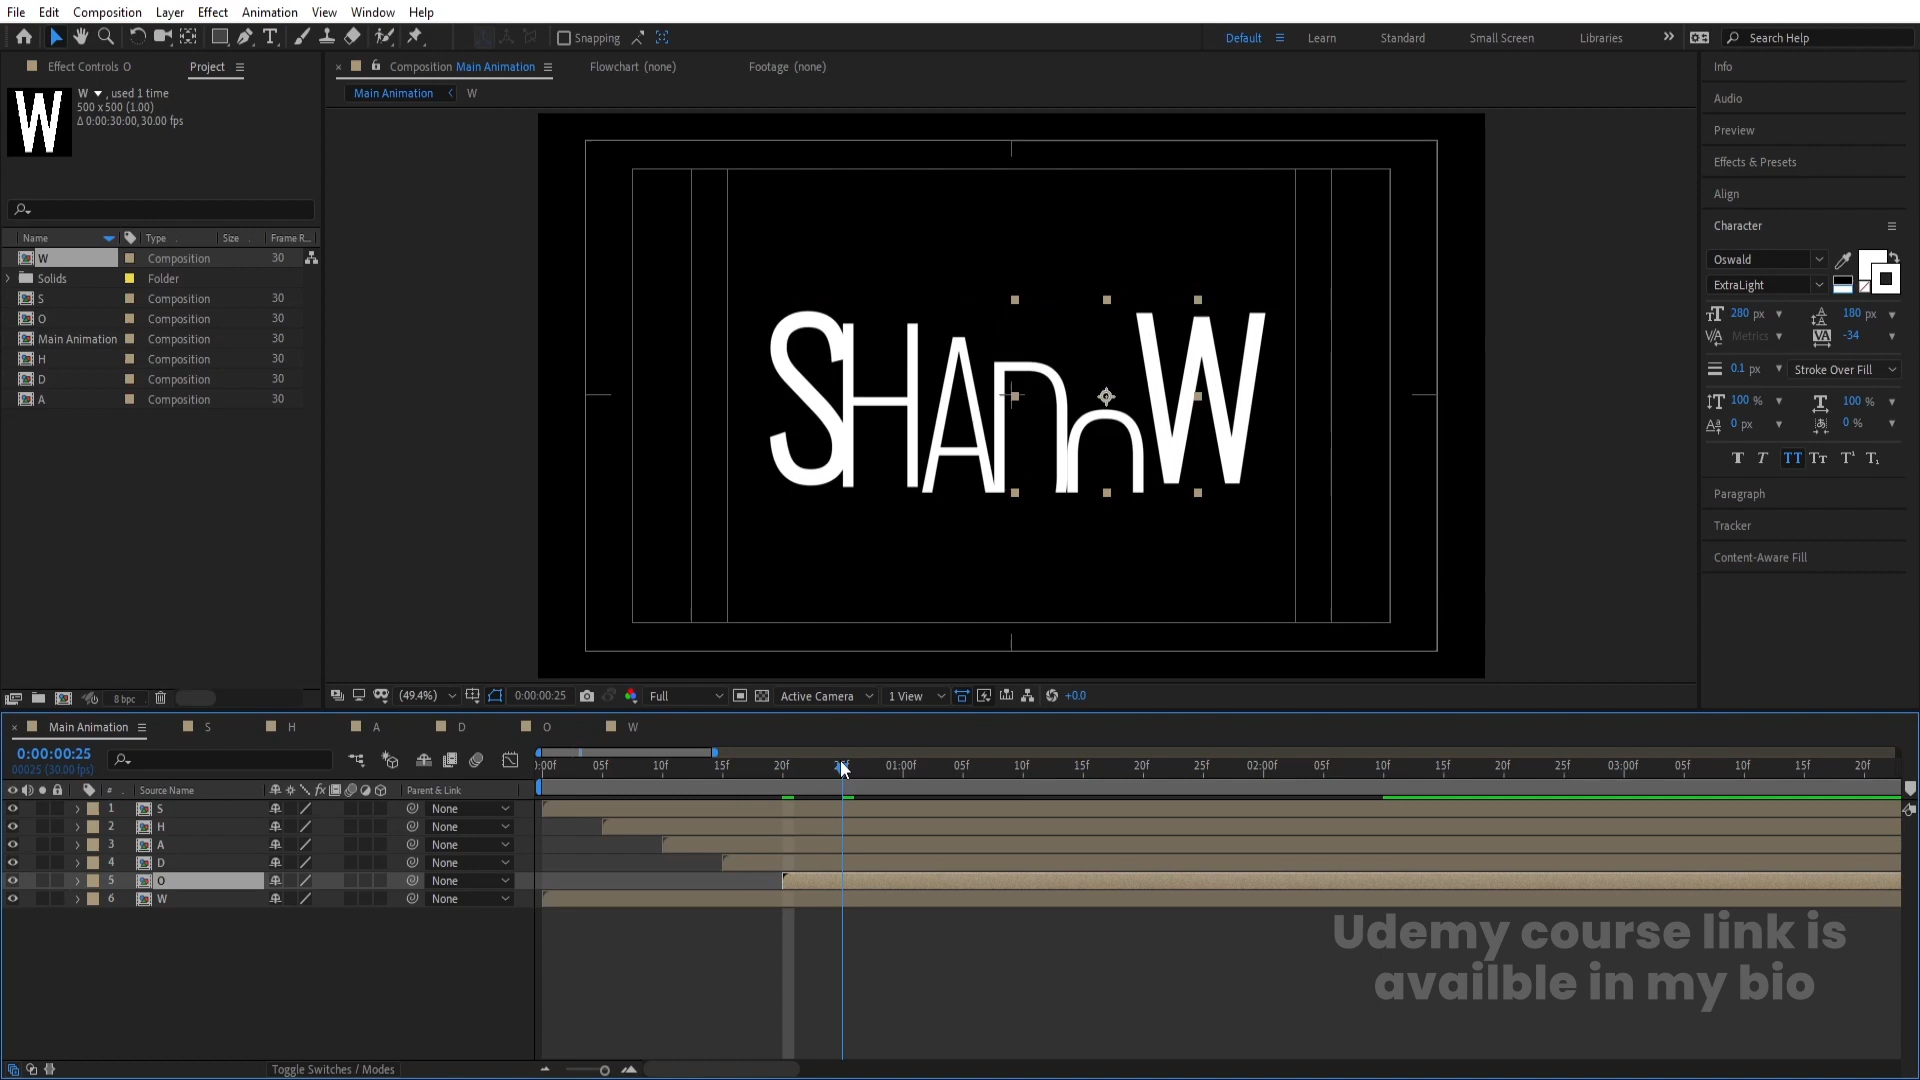 File Edit Composition Layer Effect Animation View Window Help
Snapping
Default Learn Standard Small Screen Libraries Search Help
Effect Controls O Project
W , used 1 time
500 x 500 (1.00)
Δ 0:00:30:00, 30.00 fps
Name Type Size Frame R...
W Composition 30
Solids Folder
S Composition 30
O Composition 30
Main Animation Composition 30
H Composition 30
D Composition 30
A Composition 30
8 bpc
Composition Main Animation Flowchart (none) Footage (none)
Main Animation W
SHA
W
(49.4%) 0:00:00:25 Full Active Camera 1 View +0.0
Info
Audio
Preview
Effects & Presets
Align
Character
Oswald
ExtraLight
280 px 180 px
Metrics -34
0.1 px Stroke Over Fill
100 % 100 %
0 px 0 %
T T TT Tт T¹ T₁
Paragraph
Tracker
Content-Aware Fill
Main Animation S H A D O W
0:00:00:25
00025 (30.00 fps)
:00f 05f 10f 15f 20f 25f 01:00f 05f 10f 15f 20f 25f 02:00f 05f 10f 15f 20f 25f 03:00f 05f 10f 15f 20f
# Source Name fx Parent & Link
1 S None
2 H None
3 A None
4 D None
5 O None
6 W None
Udemy course link is
availble in my bio
Toggle Switches / Modes